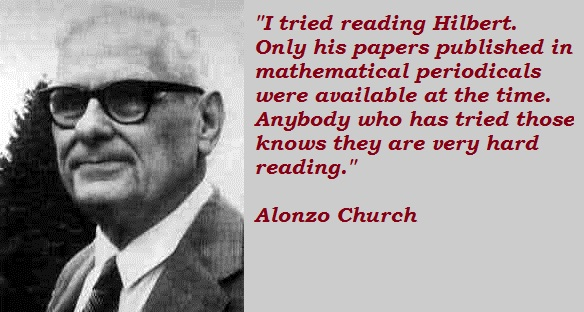 "I tried reading Hilbert.
Only his papers published in
mathematical periodicals
were available at the time.
Anybody who has tried those
knows they are very hard
reading."
Alonzo Church